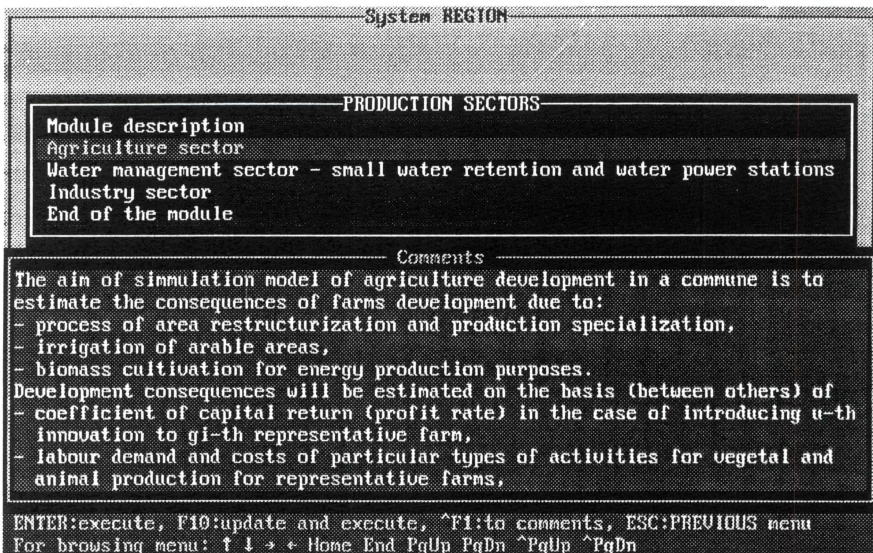 System REGION
PRODUCTION SECTORS
Module description
Agriculture sector
Water management sector - small water retention and water power stations
Industry sector
End of the module
Comments
The aim of simmulation model of agriculture development in a commune is to
estimate the consequences of farms development due to:
- process of area restructurization and production specialization,
- irrigation of arable areas,
- biomass cultivation for energy production purposes.
Development consequences will be estimated on the basis (between others) of
- coefficient of capital return (profit rate) in the case of introducing u-th
innovation to gi-th representative farm,
- labour demand and costs of particular types of activities for vegetal and
animal production for representative farms,
ENTER:execute, F10:update and execute, ^F1:to comments, ESC:PREVIOUS menu
For browsing menu: ↑ ↓ → ← Home End PgUp PgDn ^PgUp ^PgDn